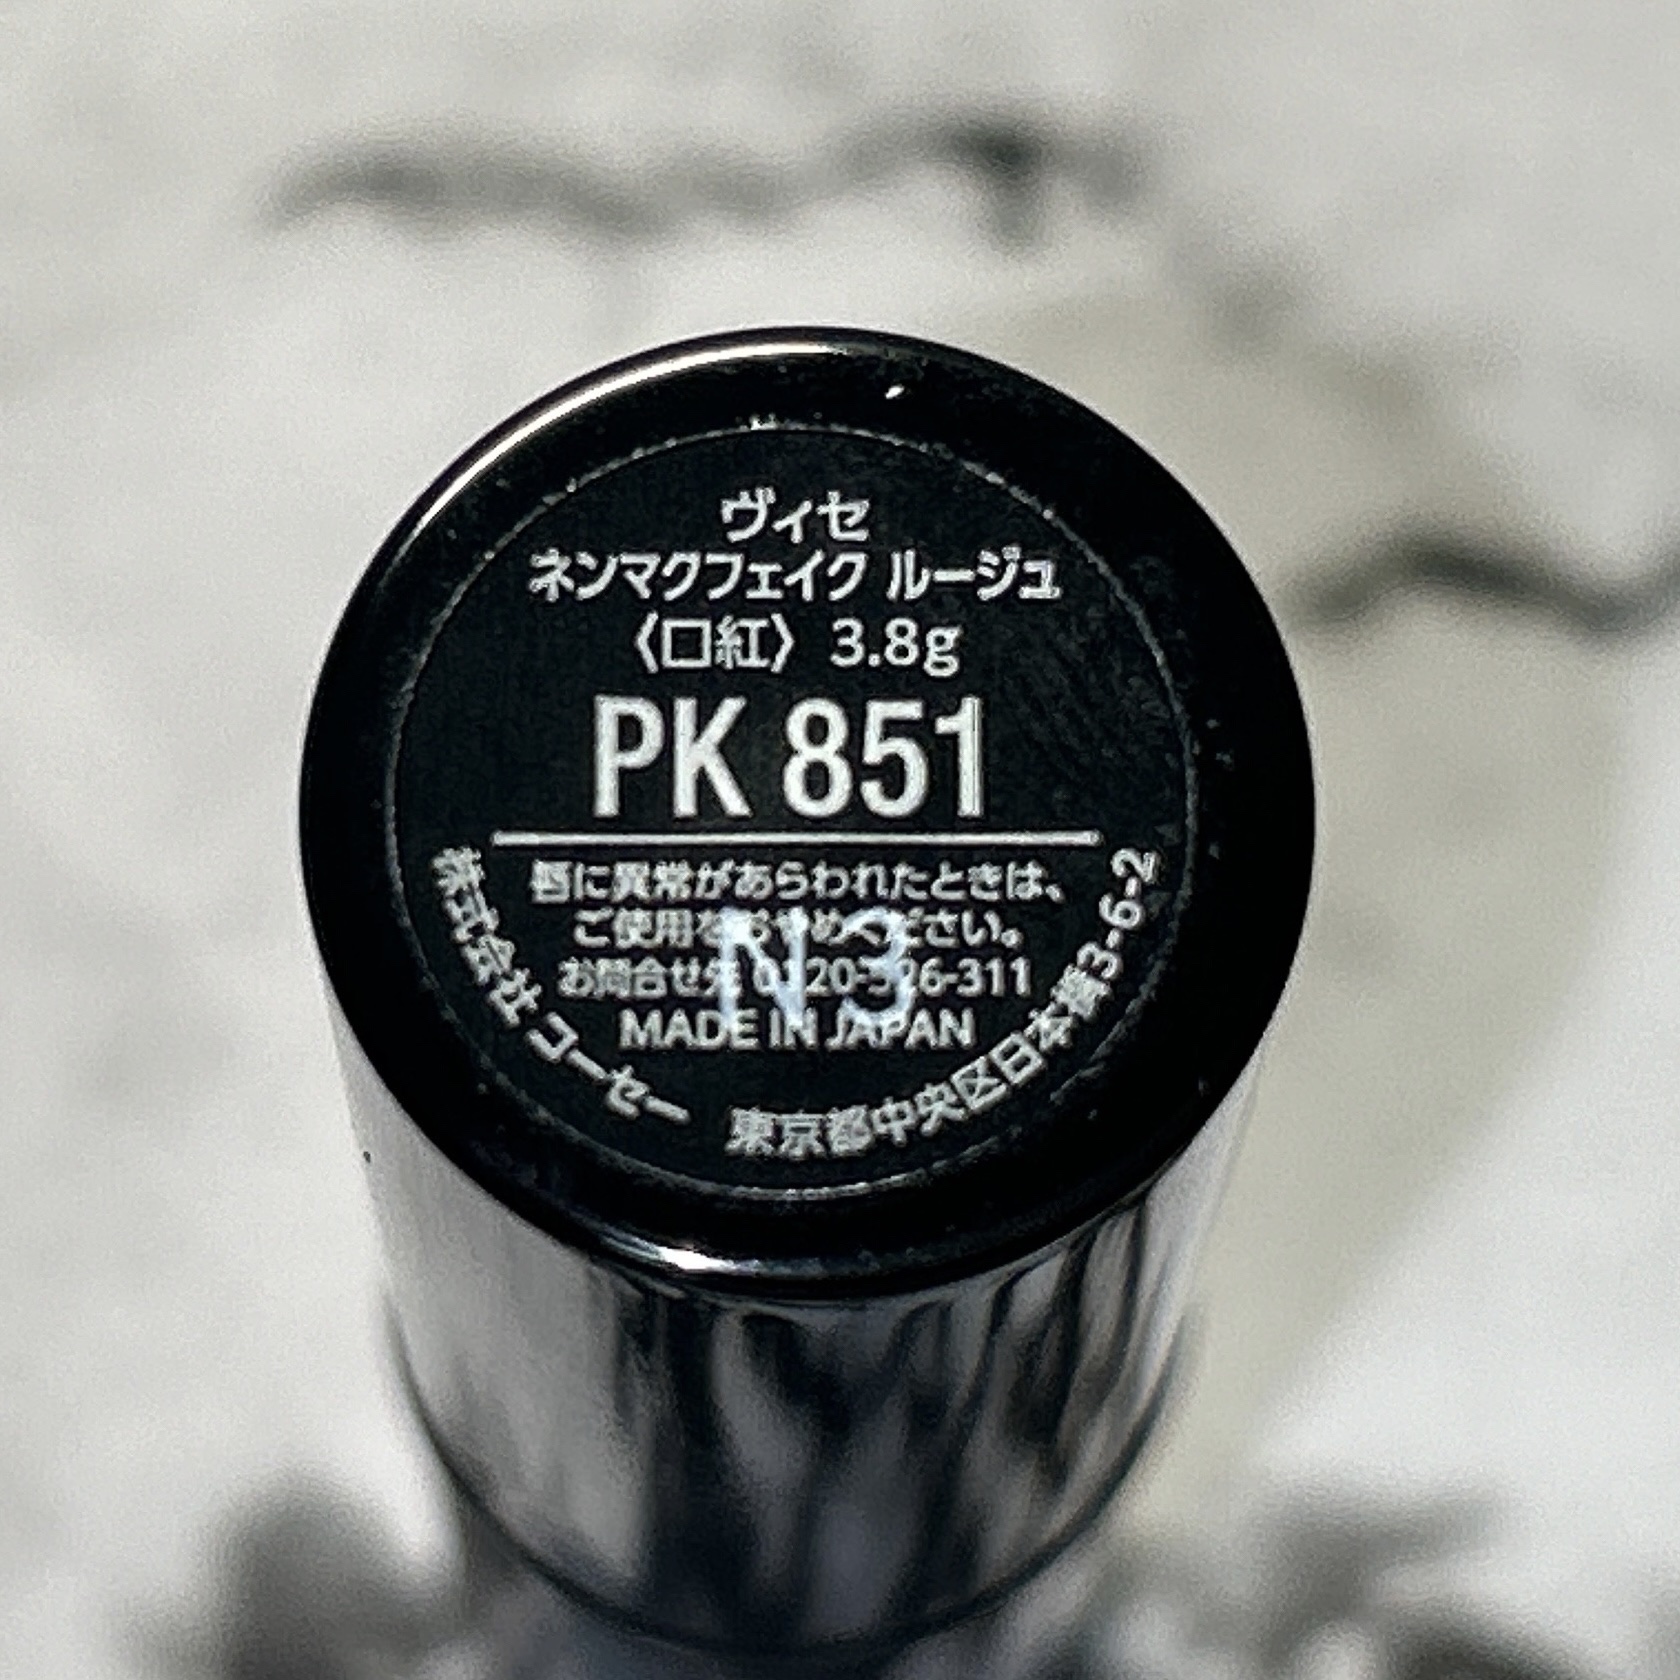 ヴィセ
ネンマクフェイク ルージュ
〈口紅〉 3.8g
PK 851
唇に異常があらわれたときは、
ご使用をおやめください。
お問合せ先 0120-526-311
MADE IN JAPAN
N3
株式会社 コーセー 東京都中央区日本橋3-6-2